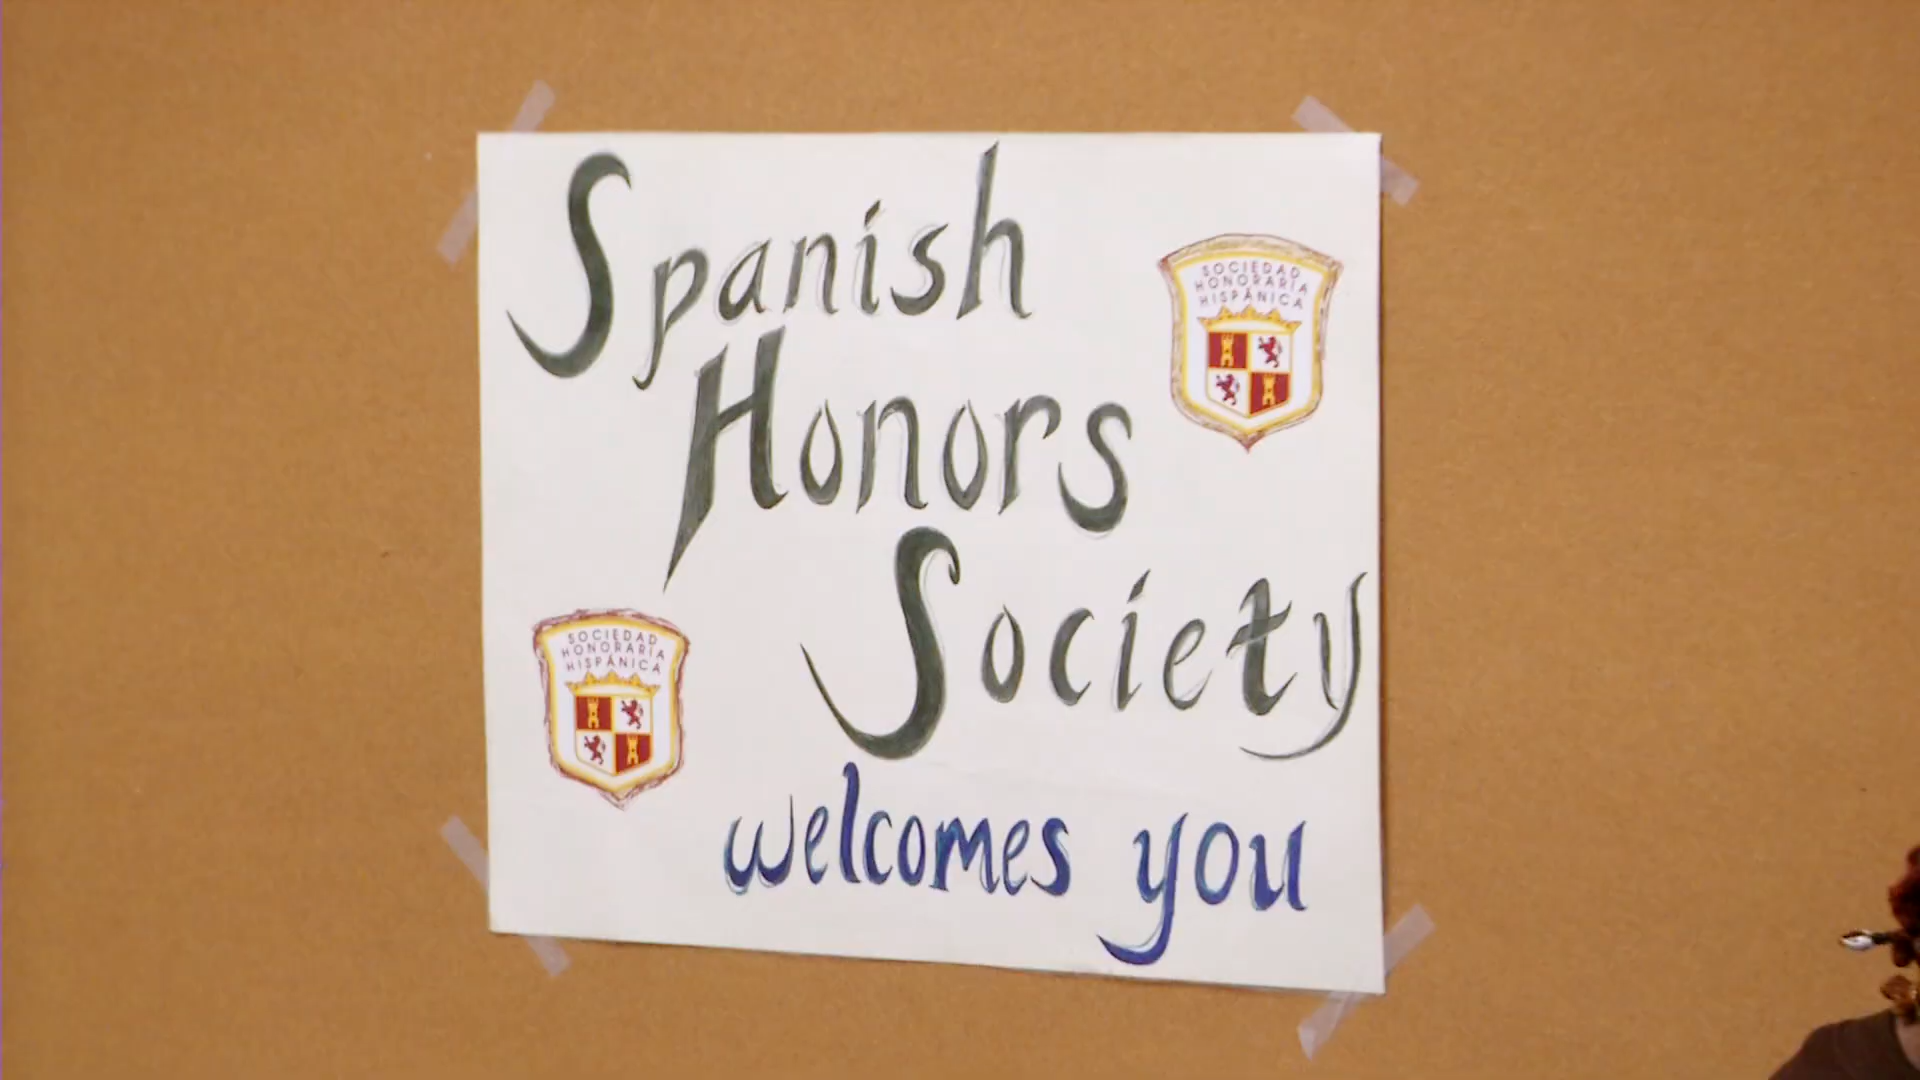 Spanish
Honors
Society
welcomes you
SOCIEDAD
HONORARIA
HISPÁNICA
SOCIEDAD
HONORARIA
HISPÁNICA